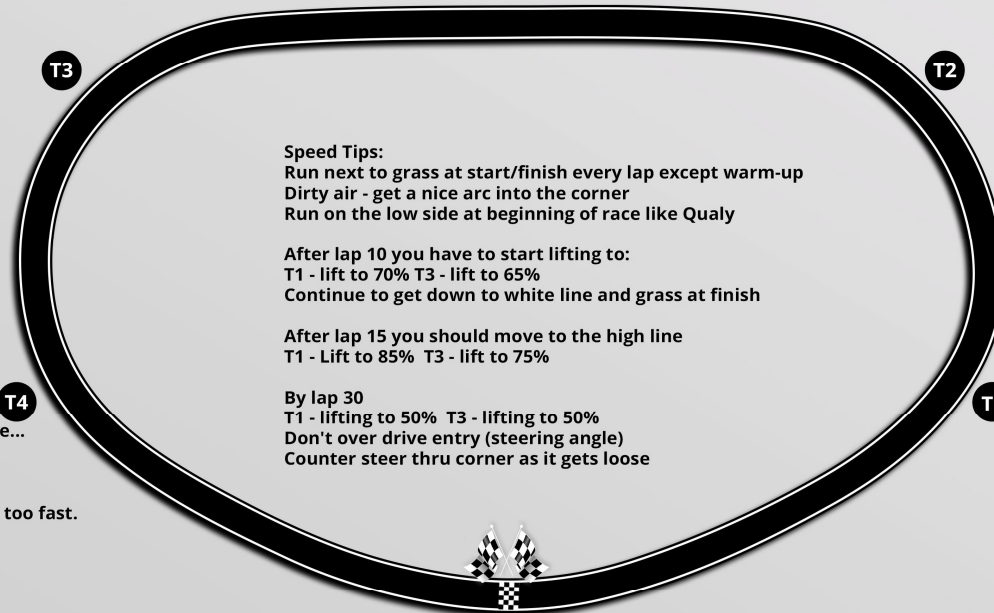 T3
T2
Speed Tips:
Run next to grass at start/finish every lap except warm-up
Dirty air - get a nice arc into the corner
Run on the low side at beginning of race like Qualy
After lap 10 you have to start lifting to:
T1 - lift to 70% T3 - lift to 65%
Continue to get down to white line and grass at finish
After lap 15 you should move to the high line
T1 - Lift to 85%  T3 - lift to 75%
By lap 30
T1 - lifting to 50%  T3 - lifting to 50%
Don't over drive entry (steering angle)
Counter steer thru corner as it gets loose
T4
too fast.